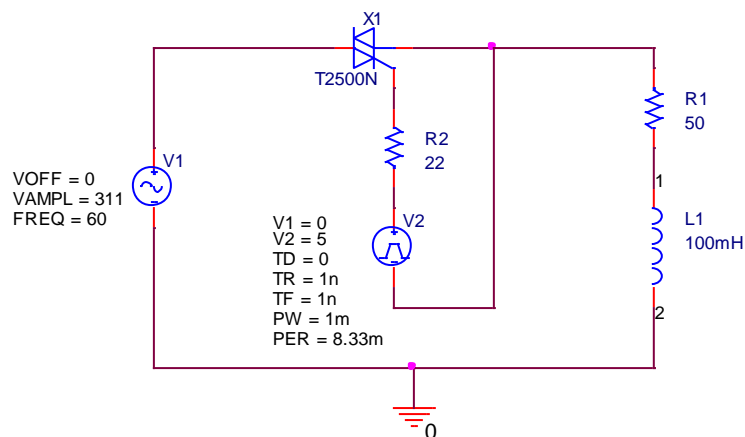 X1
T2500N
R1
50
R2
22
V1
VOFF = 0
VAMPL = 311
FREQ = 60
1
V2
V1 = 0
V2 = 5
TD = 0
TR = 1n
TF = 1n
PW = 1m
PER = 8.33m
L1
100mH
2
0